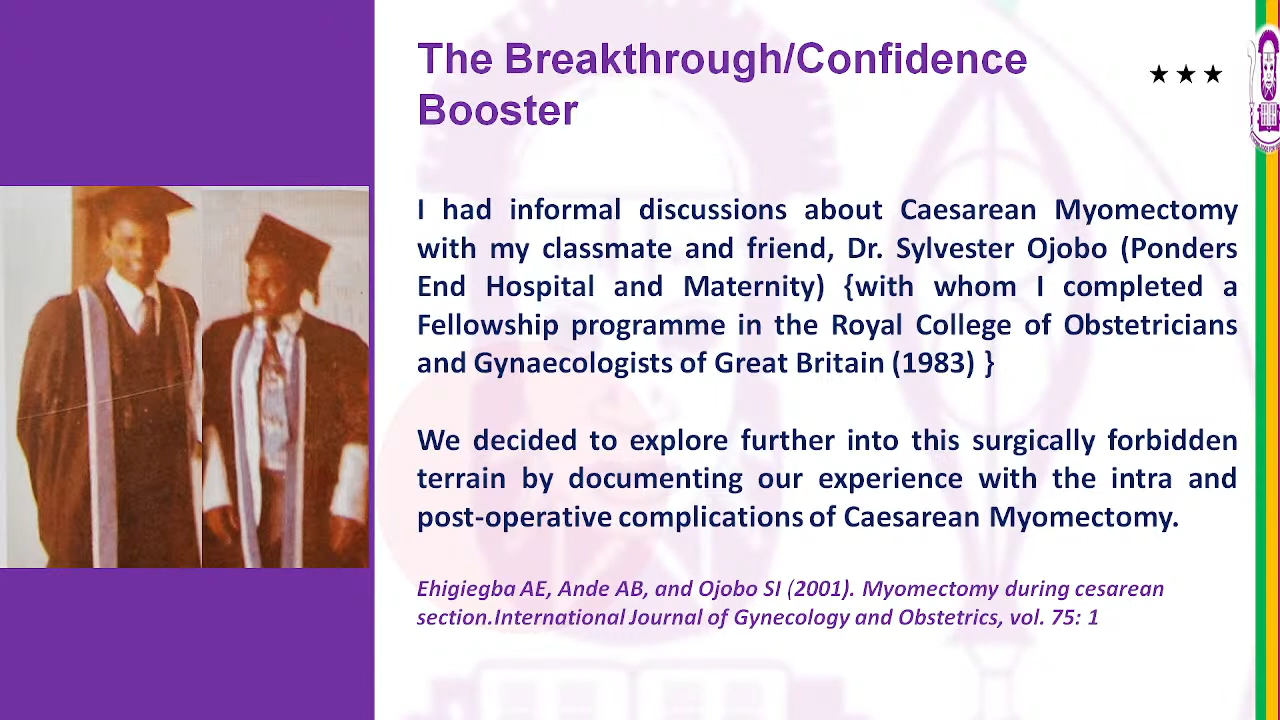 The Breakthrough/Confidence
Booster
I had informal discussions about Caesarean Myomectomy
with my classmate and friend, Dr. Sylvester Ojobo (Ponders
End Hospital and Maternity) {with whom I completed a
Fellowship programme in the Royal College of Obstetricians
and Gynaecologists of Great Britain (1983) }
We decided to explore further into this surgically forbidden
terrain by documenting our experience with the intra and
post-operative complications of Caesarean Myomectomy.
Ehigiegba AE, Ande AB, and Ojobo SI (2001). Myomectomy during cesarean
section.International Journal of Gynecology and Obstetrics, vol. 75: 1